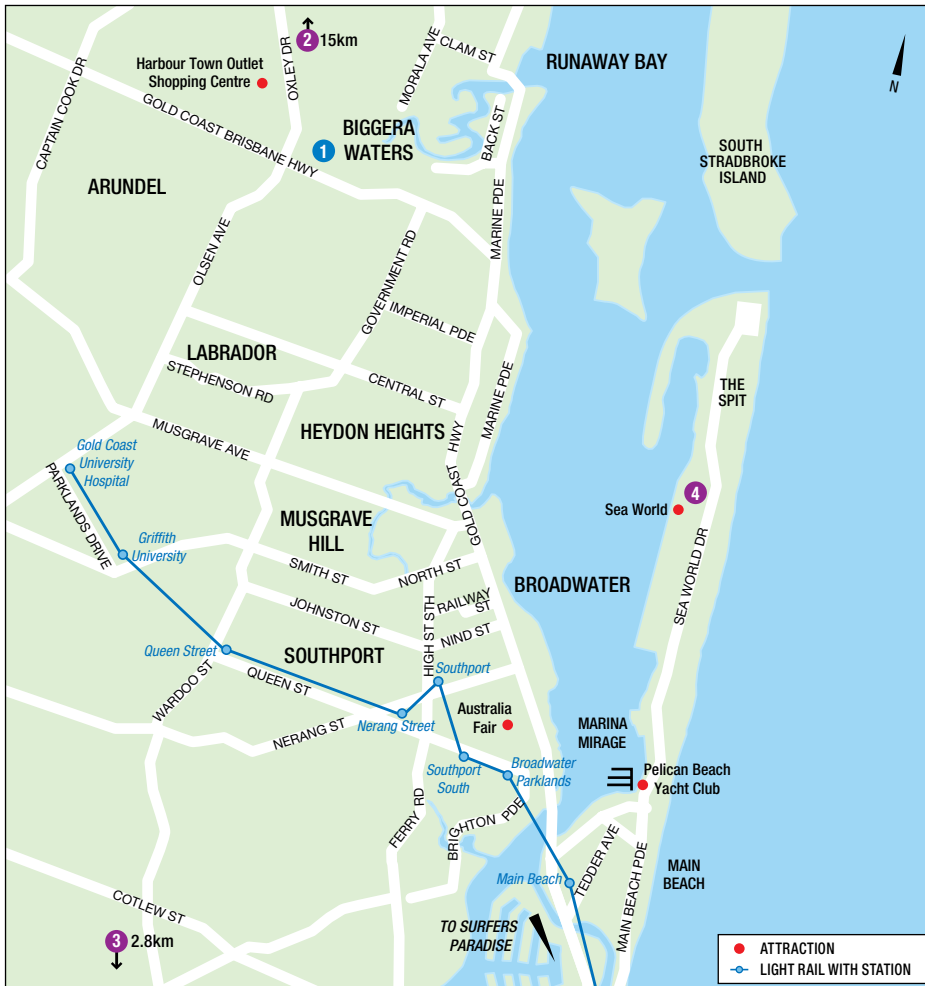 2
15km
Harbour Town Outlet
Shopping Centre
OXLEY DR
MORALA AVE
CLAM ST
RUNAWAY BAY
N
CAPTAIN COOK DR
GOLD COAST BRISBANE HWY
1
BIGGERA
WATERS
BACK ST
MARINE PDE
SOUTH
STRADBROKE
ISLAND
ARUNDEL
OLSEN AVE
GOVERNMENT RD
IMPERIAL PDE
LABRADOR
STEPHENSON RD
CENTRAL ST
MARINE PDE
THE
SPIT
MUSGRAVE AVE
HEYDON HEIGHTS
GOLD COAST HWY
Gold Coast
University
Hospital
PARKLANDS DRIVE
4
Sea World
MUSGRAVE
HILL
Griffith
University
SMITH ST
NORTH ST
BROADWATER
SEA WORLD DR
JOHNSTON ST
HIGH ST STH
RAILWAY
ST
NIND ST
Queen Street
SOUTHPORT
Southport
WARDOO ST
QUEEN ST
NERANG ST
Nerang Street
Australia
Fair
MARINA
MIRAGE
Southport
South
Broadwater
Parklands
Pelican Beach
Yacht Club
FERRY RD
BRIGHTON PDE
Main Beach
TEDDER AVE
MAIN BEACH PDE
MAIN
BEACH
COTLEW ST
3
2.8km
TO SURFERS
PARADISE
ATTRACTION
LIGHT RAIL WITH STATION